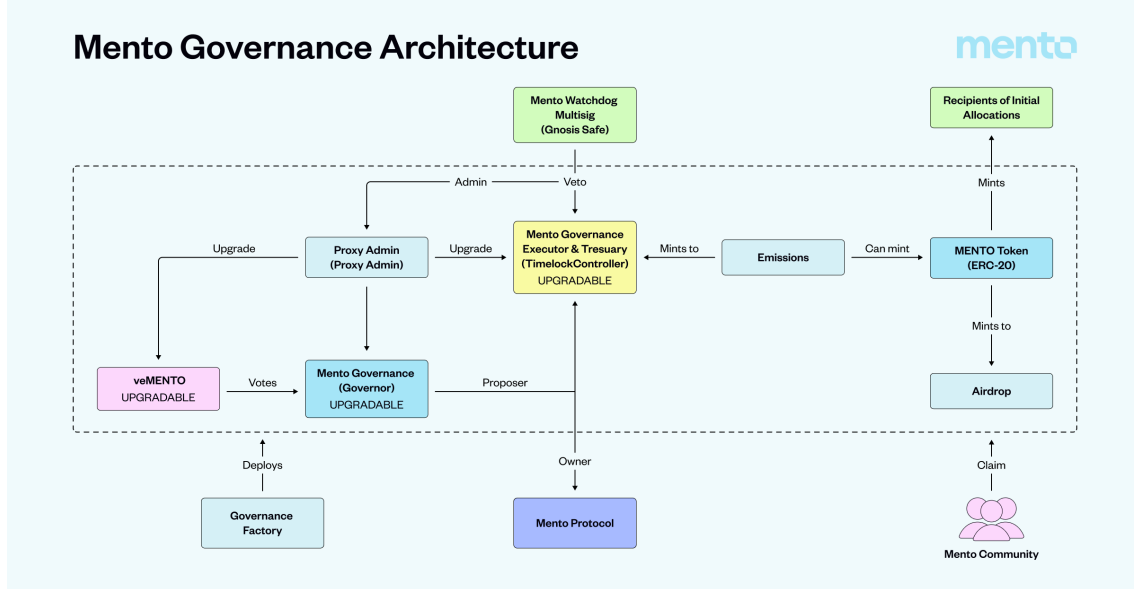 Mento Governance Architecture
mento
Mento Watchdog
Multisig
(Gnosis Safe)
Recipients of Initial
Allocations
Admin
Veto
Mints
Upgrade
Proxy Admin
(Proxy Admin)
Upgrade
Mento Governance
Executor & Tresuary
(TimelockController)
UPGRADABLE
Mints to
Emissions
Can mint
MENTO Token
(ERC-20)
Mints to
veMENTO
UPGRADABLE
Votes
Mento Governance
(Governor)
UPGRADABLE
Proposer
Airdrop
Deploys
Owner
Claim
Governance
Factory
Mento Protocol
Mento Community